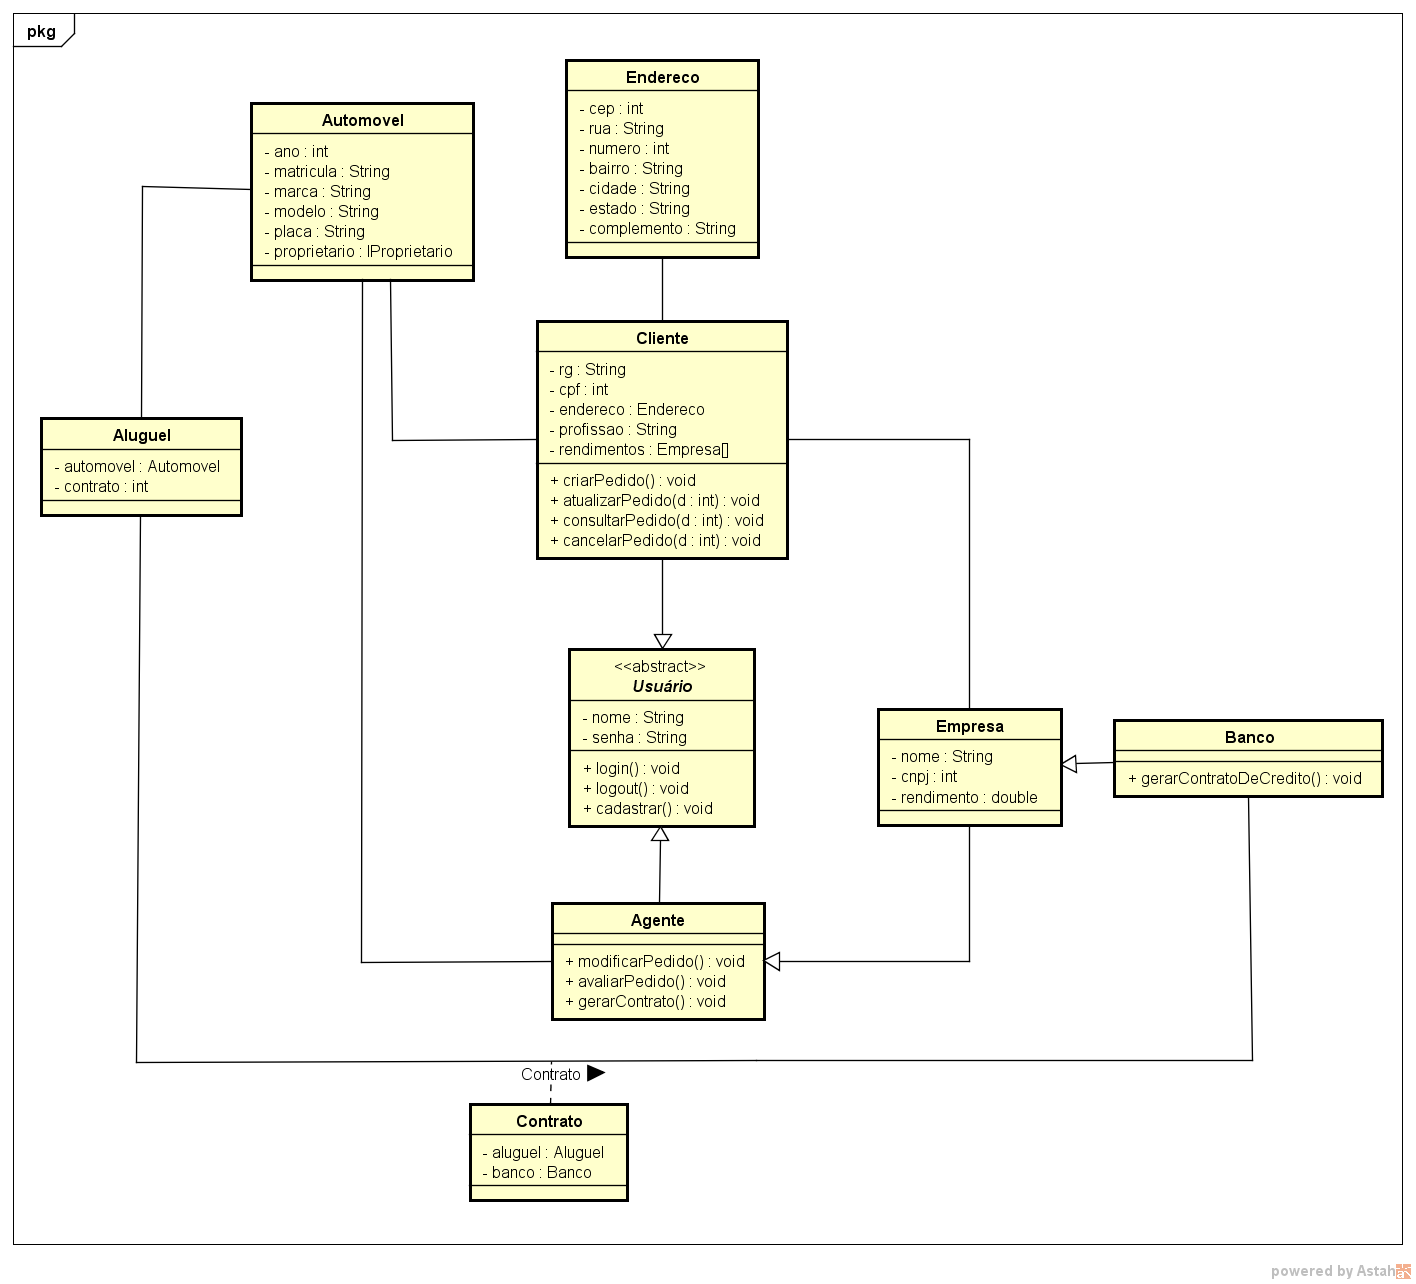 pkg
Endereco
- cep : int
- rua : String
- numero : int
- bairro : String
- cidade : String
- estado : String
- complemento : String
Automovel
- ano : int
- matricula : String
- marca : String
- modelo : String
- placa : String
- proprietario : IProprietario
Cliente
- rg : String
- cpf : int
- endereco : Endereco
- profissao : String
- rendimentos : Empresa[]
+ criarPedido() : void
+ atualizarPedido(d : int) : void
+ consultarPedido(d : int) : void
+ cancelarPedido(d : int) : void
Aluguel
- automovel : Automovel
- contrato : int
<<abstract>>
Usuário
- nome : String
- senha : String
+ login() : void
+ logout() : void
+ cadastrar() : void
Empresa
- nome : String
- cnpj : int
- rendimento : double
Banco
+ gerarContratoDeCredito() : void
Agente
+ modificarPedido() : void
+ avaliarPedido() : void
+ gerarContrato() : void
Contrato
Contrato
- aluguel : Aluguel
- banco : Banco
powered by Astah